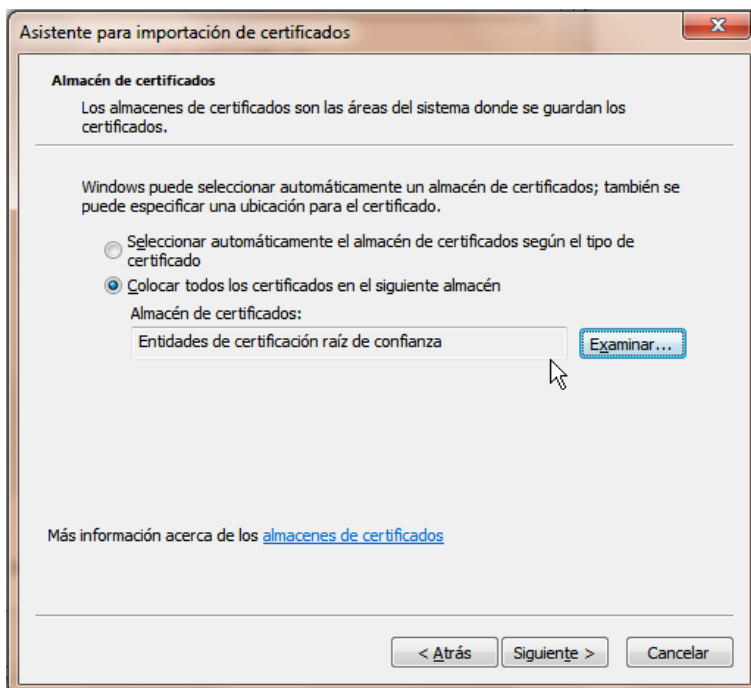 Asistente para importación de certificados
Almacén de certificados
Los almacenes de certificados son las áreas del sistema donde se guardan los
certificados.
Windows puede seleccionar automáticamente un almacén de certificados; también se
puede especificar una ubicación para el certificado.
Seleccionar automáticamente el almacén de certificados según el tipo de
certificado
Colocar todos los certificados en el siguiente almacén
Almacén de certificados:
Entidades de certificación raíz de confianza
Examinar...
Más información acerca de los almacenes de certificados
< Atrás
Siguiente >
Cancelar